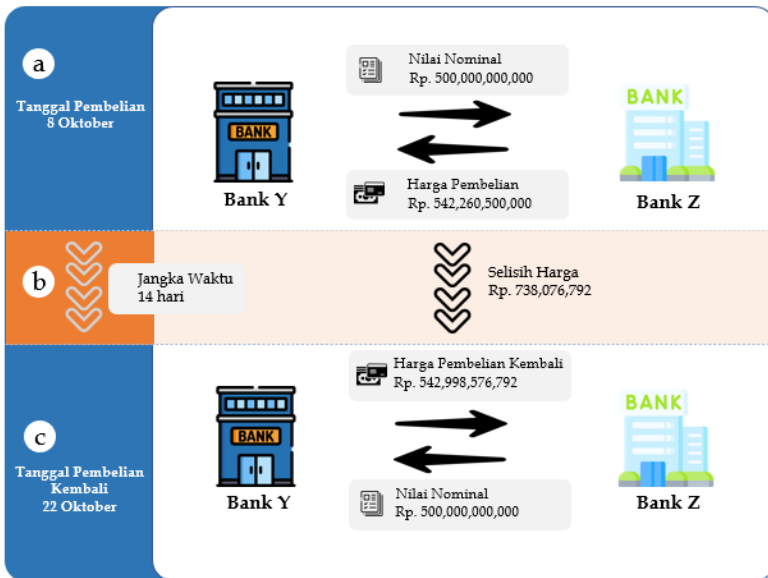 a
Tanggal Pembelian
8 Oktober
Nilai Nominal
Rp. 500,000,000,000
BANK
Bank Y
BANK
Bank Z
Harga Pembelian
Rp. 542,260,500,000
b
Jangka Waktu
14 hari
Selisih Harga
Rp. 738,076,792
c
Tanggal Pembelian
Kembali
22 Oktober
Harga Pembelian Kembali
Rp. 542,998,576,792
BANK
Bank Y
BANK
Bank Z
Nilai Nominal
Rp. 500,000,000,000